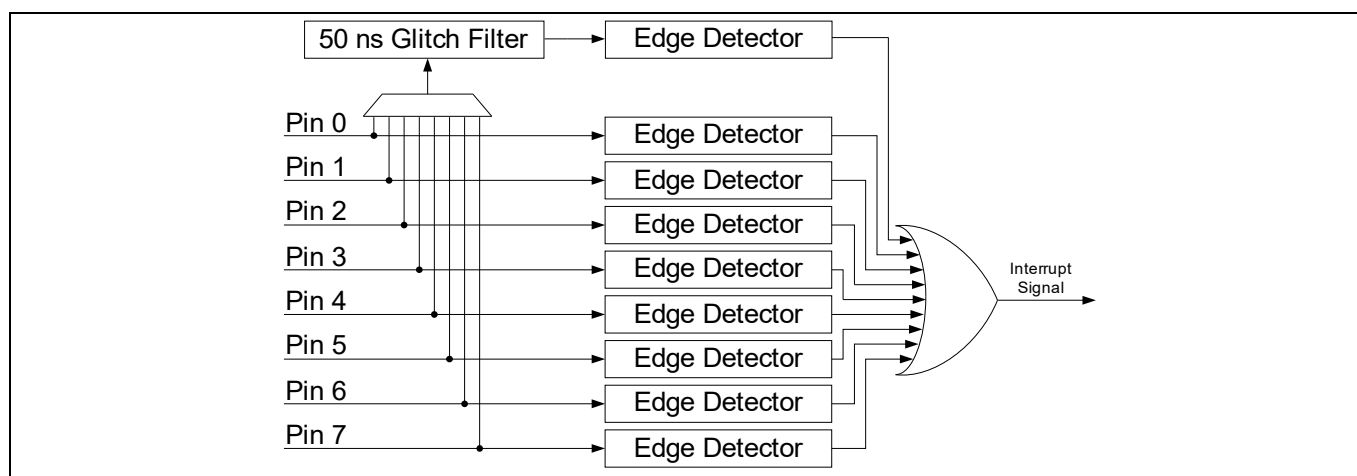 50 ns Glitch Filter
Edge Detector
Pin 0
Edge Detector
Pin 1
Edge Detector
Pin 2
Edge Detector
Pin 3
Edge Detector
Interrupt
Signal
Pin 4
Edge Detector
Pin 5
Edge Detector
Pin 6
Edge Detector
Pin 7
Edge Detector